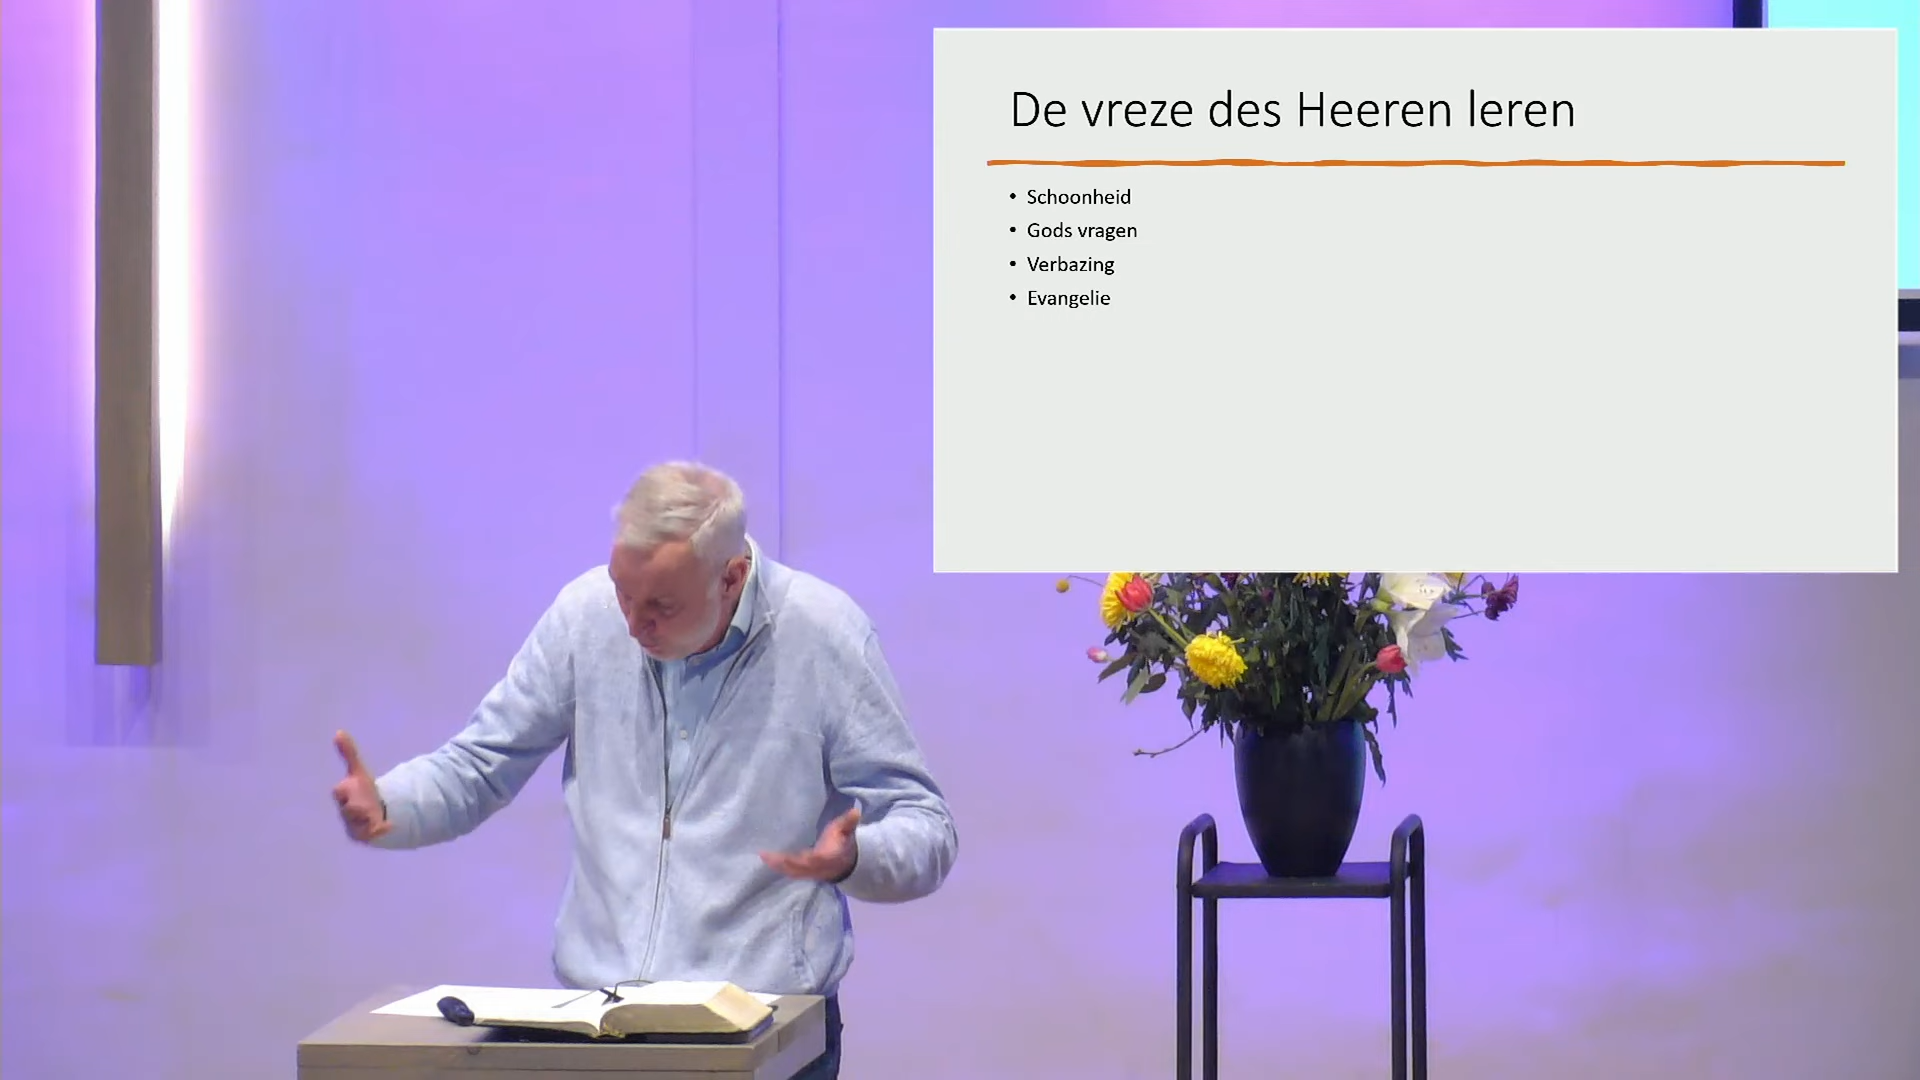 De vreze des Heeren leren
• Schoonheid
• Gods vragen
• Verbazing
• Evangelie